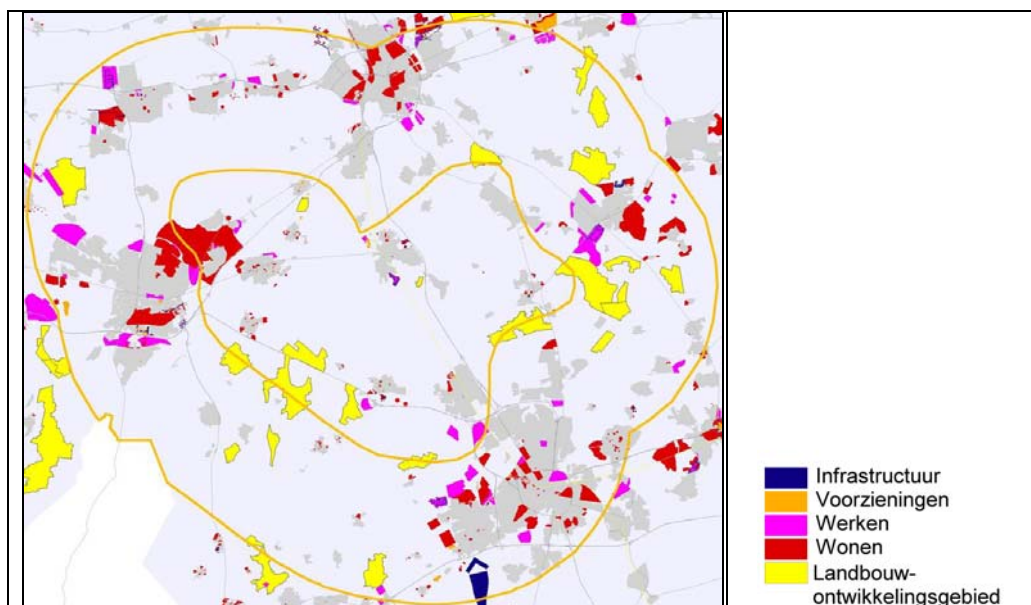 Infrastructuur
Voorzieningen
Werken
Wonen
Landbouw-
ontwikkelingsgebied